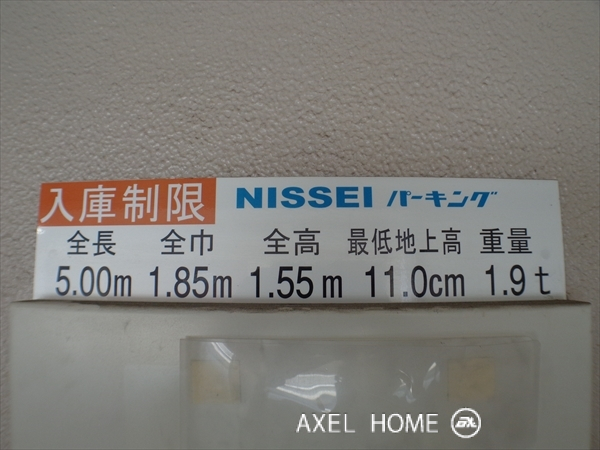 入庫制限 NISSEI パーキング
全長 全巾 全高 最低地上高 重量
5.00m 1.85m 1.55m 11.0cm 1.9t
AXEL HOME